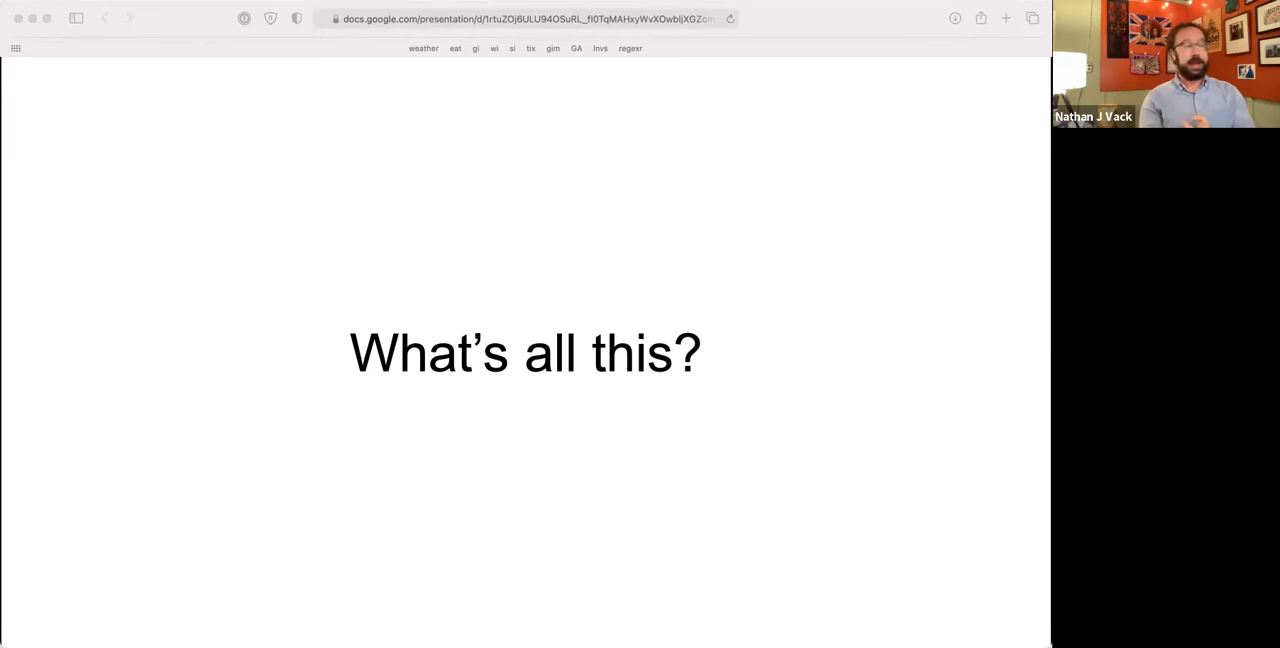 docs.google.com/presentation/d/1rtuZOj6ULU94OSuRL_fI0TqMAHxyWvXOwbljXGZcm
weather eat gi wi si tix gim GA Invs regexr
What's all this?
Nathan J Vack